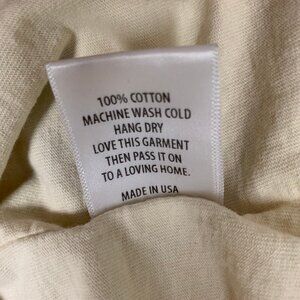 100% COTTON
MACHINE WASH COLD
HANG DRY
LOVE THIS GARMENT
THEN PASS IT ON
TO A LOVING HOME.
MADE IN USA